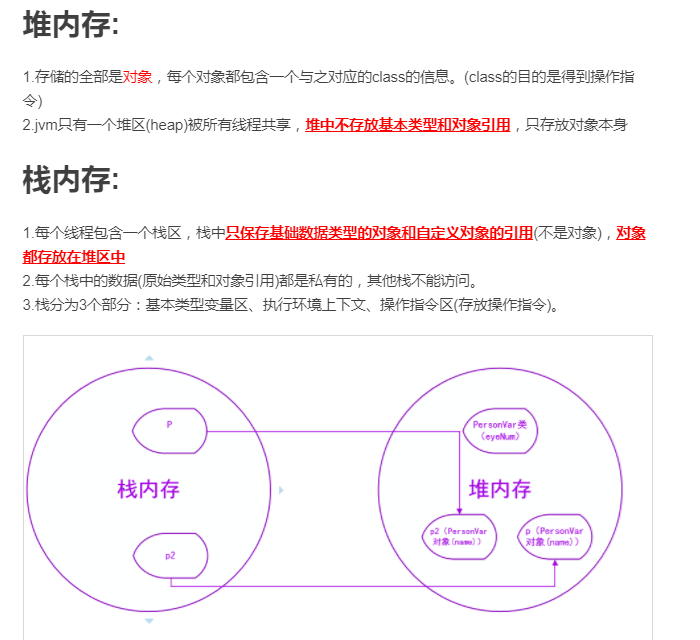 堆内存:
1.存储的全部是对象，每个对象都包含一个与之对应的class的信息。(class的目的是得到操作指
令)
2.jvm只有一个堆区(heap)被所有线程共享，堆中不存放基本类型和对象引用，只存放对象本身
栈内存:
1.每个线程包含一个栈区，栈中只保存基础数据类型的对象和自定义对象的引用(不是对象)，对象
都存放在堆区中
2.每个栈中的数据(原始类型和对象引用)都是私有的，其他栈不能访问。
3.栈分为3个部分：基本类型变量区、执行环境上下文、操作指令区(存放操作指令)。
P
PersonVar类
（eyeNum）
栈内存
堆内存
p2（PersonVar
对象(name)）
p（PersonVar
对象(name)）
p2